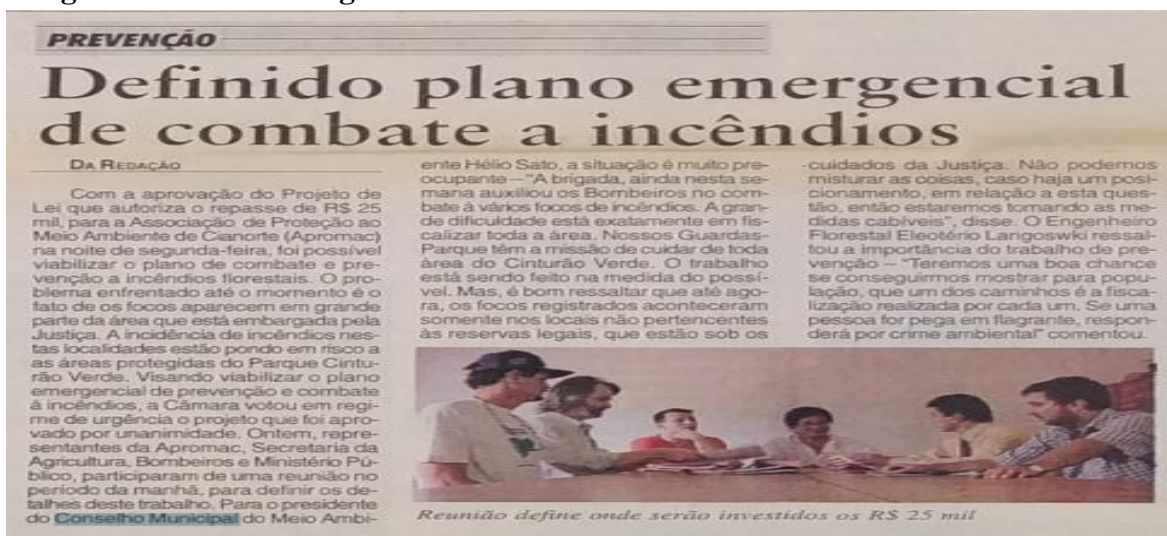 PREVENÇÃO
Definido plano emergencial
de combate a incêndios
DA REDAÇÃO
Com a aprovação do Projeto de
Lei que autoriza o repasse de R$ 25
mil, para a Associação de Proteção ao
Meio Ambiente de Cianorte (Apromac)
na noite de segunda-feira, foi possível
viabilizar o plano de combate e pre-
venção a incêndios florestais. O pro-
blema enfrentado até o momento é o
fato de os focos aparecem em grande
parte da área que está embargada pela
Justiça. A incidência de incêndios nes-
tas localidades estão pondo em risco a
as áreas protegidas do Parque Cintu-
rão Verde. Visando viabilizar o plano
emergencial de prevenção e combate
à incêndios, a Câmara votou em regi-
me de urgência o projeto que foi apro-
vado por unanimidade. Ontem, repre-
sentantes da Apromac, Secretaria da
Agricultura, Bombeiros e Ministério Pú-
blico, participaram de uma reunião no
período da manhã, para definir os de-
talhes deste trabalho. Para o presidente
do Conselho Municipal do Meio Ambi-
ente Hélio Sato, a situação é muito pre-
ocupante – "A brigada, ainda nesta se-
mana auxiliou os Bombeiros no com-
bate à vários focos de incêndios. A gran-
de dificuldade está exatamente em fis-
calizar toda a área, Nossos Guardas-
Parque têm a missão de cuidar de toda
área do Cinturão Verde. O trabalho
está sendo feito na medida do possí-
vel. Mas, é bom ressaltar que até ago-
ra, os focos registrados aconteceram
somente nos locais não pertencentes
às reservas legais, que estão sob os
-cuidados da Justiça. Não podemos
misturar as coisas, caso haja um posi-
cionamento, em relação a esta ques-
tão, então estaremos tomando as me-
didas cabíveis", disse. O Engenheiro
Florestal Eleotério Langoswki ressal-
tou a importância do trabalho de pre-
venção – "Teremos uma boa chance
se conseguirmos mostrar para popu-
lação, que um dos caminhos é a fisca-
lização realizada por cada um. Se uma
pessoa for pega em flagrante, respon-
derá por crime ambiental" comentou.
Reunião define onde serão investidos os R$ 25 mil